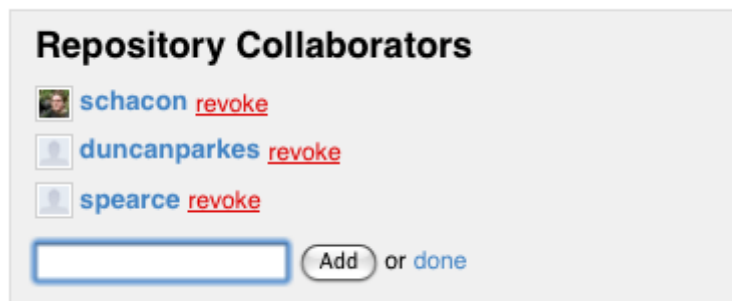 Repository Collaborators
schacon revoke
duncanparkes revoke
spearce revoke
Add or done